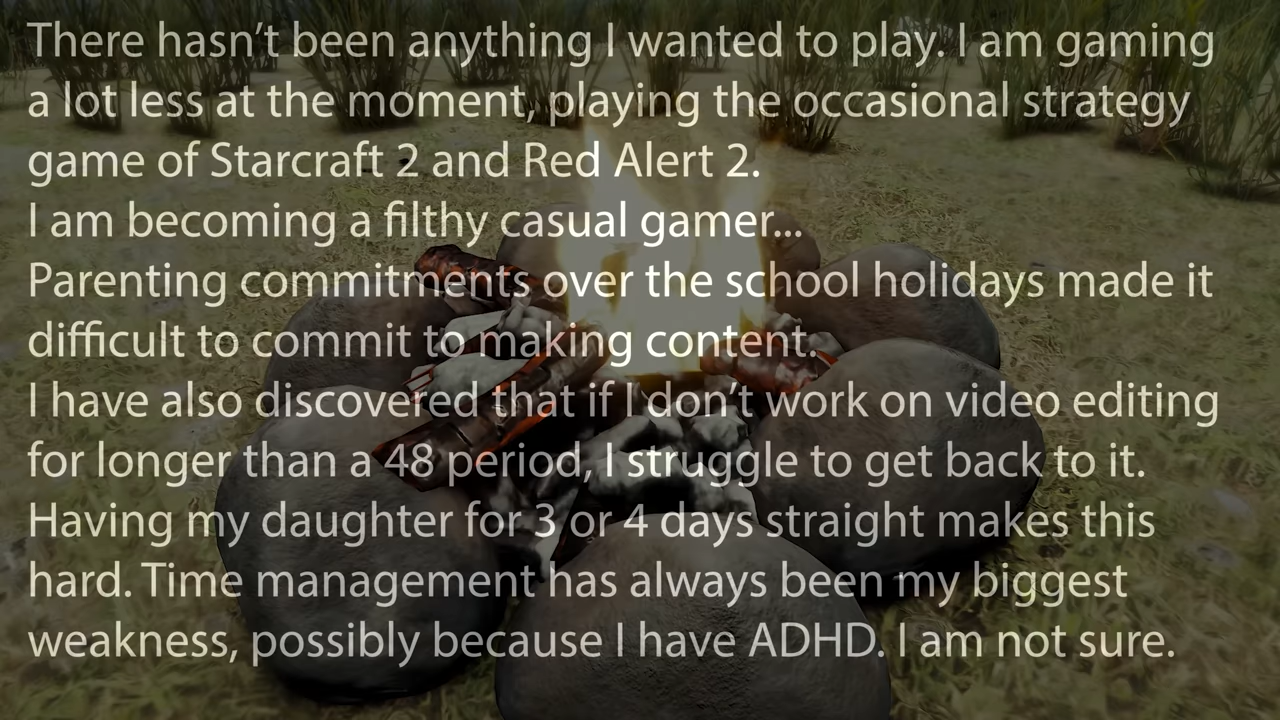 There hasn’t been anything I wanted to play. I am gaming
a lot less at the moment, playing the occasional strategy
game of Starcraft 2 and Red Alert 2.
I am becoming a filthy casual gamer...
Parenting commitments over the school holidays made it
difficult to commit to making content.
I have also discovered that if I don’t work on video editing
for longer than a 48 period, I struggle to get back to it.
Having my daughter for 3 or 4 days straight makes this
hard. Time management has always been my biggest
weakness, possibly because I have ADHD. I am not sure.